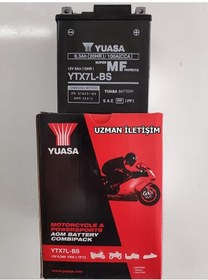 YUASA
6.3Ah(20HR) 100A(CCA)
SUPER MF
YTX7L-BS
YUASA BATTERY
UZMAN İLETİŞİM
YUASA
MOTORCYCLE &
POWERSPORTS
AGM BATTERY
COMBIPACK
YTX7L-BS